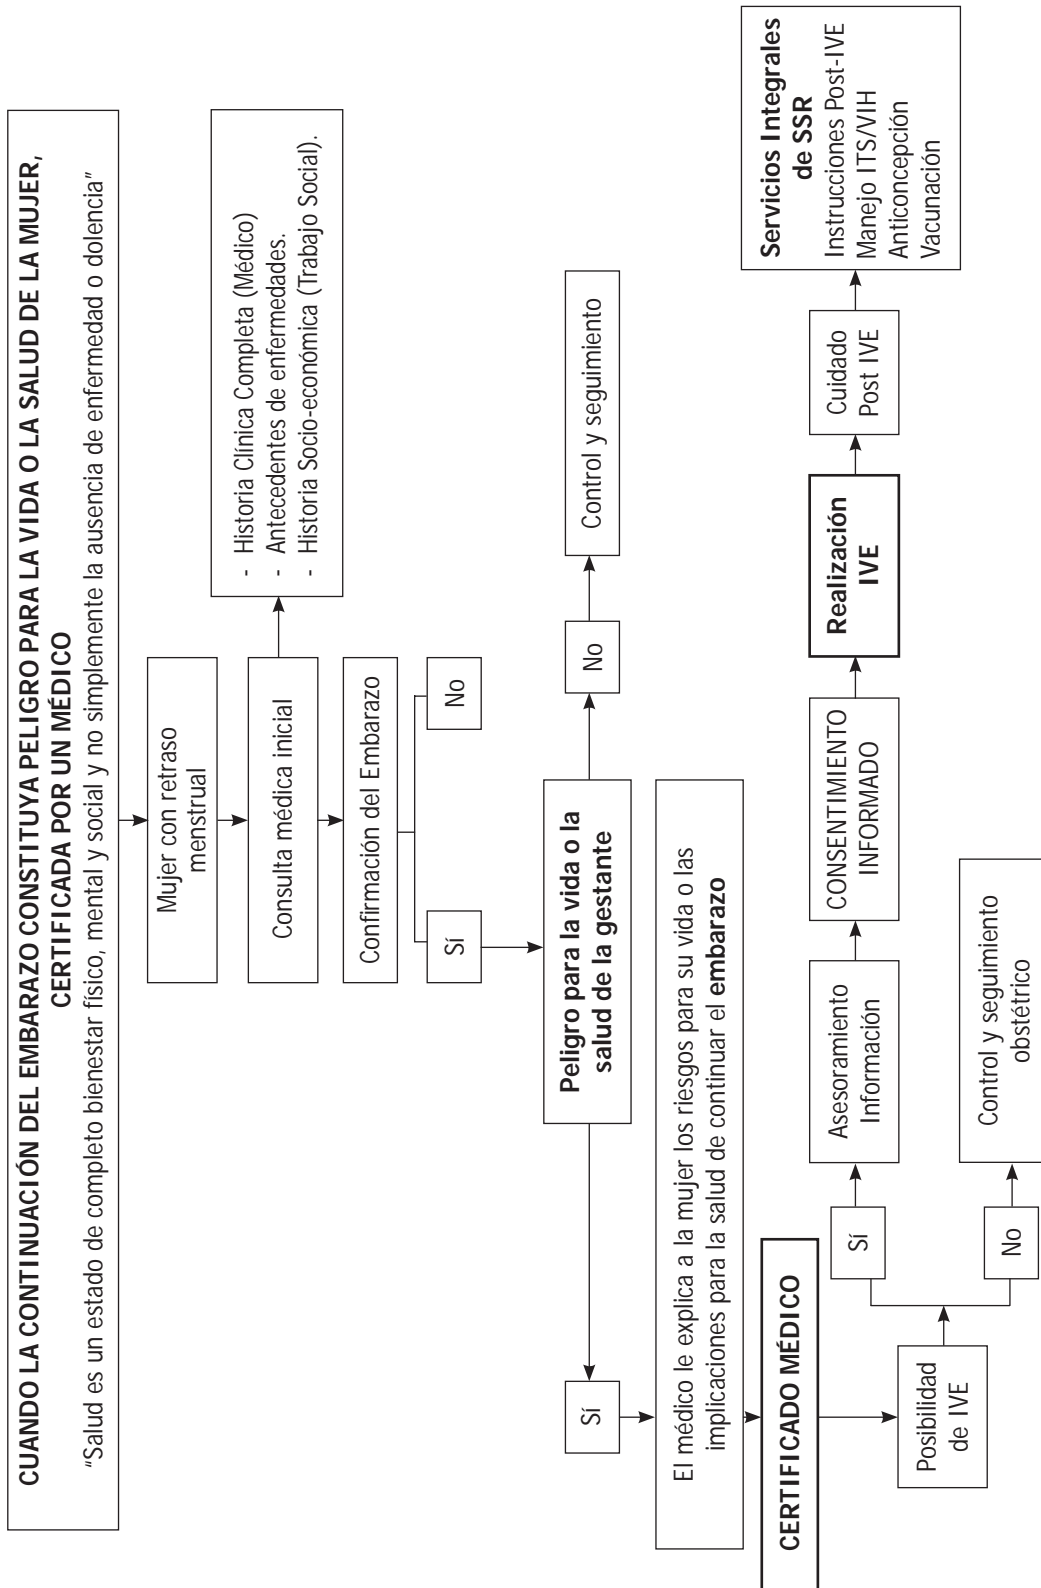 CUANDO LA CONTINUACIÓN DEL EMBARAZO CONSTITUYA PELIGRO PARA LA VIDA O LA SALUD DE LA MUJER,
CERTIFICADA POR UN MÉDICO
"Salud es un estado de completo bienestar físico, mental y social y no simplemente la ausencia de enfermedad o dolencia"
Mujer con retraso
menstrual
Consulta médica inicial
- Historia Clínica Completa (Médico)
- Antecedentes de enfermedades.
- Historia Socio-económica (Trabajo Social).
Confirmación del Embarazo
Sí
No
Peligro para la vida o la
salud de la gestante
No
Control y seguimiento
Sí
El médico le explica a la mujer los riesgos para su vida o las
implicaciones para la salud de continuar el embarazo
CERTIFICADO MÉDICO
Posibilidad
de IVE
Sí
Asesoramiento
Información
CONSENTIMIENTO
INFORMADO
Realización
IVE
Cuidado
Post IVE
Servicios Integrales
de SSR
Instrucciones Post-IVE
Manejo ITS/VIH
Anticoncepción
Vacunación
No
Control y seguimiento
obstétrico